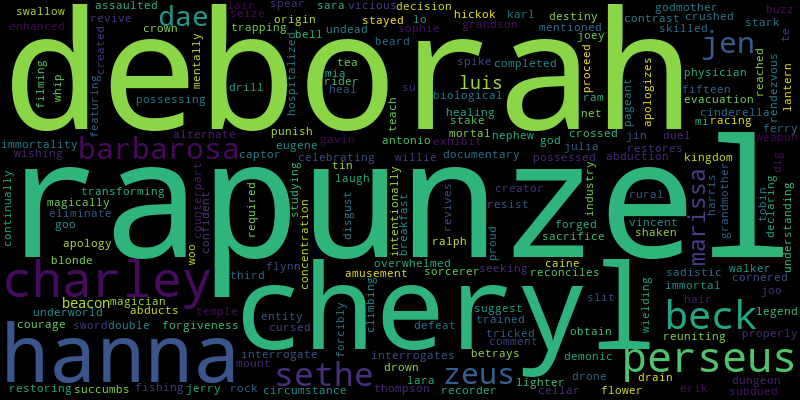 swallow assaulted lair spear sara vicious decision godmother buzz
enhanced revive dae seize origin stayed lo hickok karl destiny contrast crushed stark
crown trapping bell undead beard sophie grandson mentioned joey skilled jen te
deborah
filming whip featuring created mentally drill hospitalized mia rider tea heal su teach spike completed luis biological proceed ram net apologizes pageant physician fifteen evacuation reached rendezvous lantern
possessing punish healing stake cinderella mi racing ferry
immortality alternate eugene gavin antonio mortal nephew god crossed jin duel weapon
wishing barbarosa captor celebrating willie exhibit documentary possessed julia abduction restores kingdom dig
rapunzel
continually transforming magically eliminate goo counterpart confident required studying tin laugh disgust intentionally breakfast revives resist creator industry rural marissa harris grandmother robin declaring understanding
apology woo concentration ralph proud forged sacrifice vincent shaken
blonde third flynn overwhelmed sorcerer seeking caine reconciles sadistic walker cornered
charley amusement immortal joo
cheryl
beacon magician abducts entity cursed forcibly climbing suggest trained tricked comment slit obtain wielding hair legend
underworld temple defeat beck reuniting
courage sword double forgiveness interrogate interrogates betrays demonic properly
hanna mount sethe drown zeus perseus
restoring succumbs fishing jerry rock circumstance thompson lara recorder lighter cellar drone flower drain erik dungeon subdued